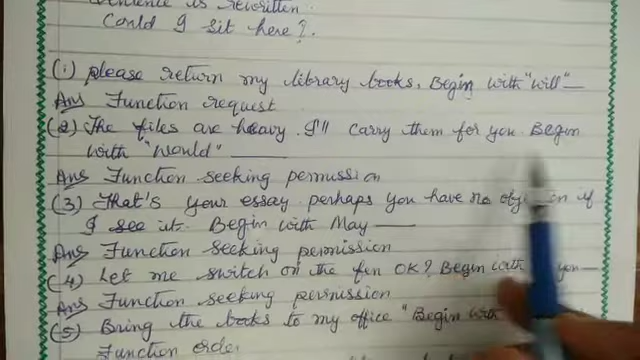 Sentence is rewritten.
Could I sit here?
(1) please return my library books. Begin with "will"—
Ans Function request
(2) The files are heavy. I'll carry them for you. Begin
with "would" ——
Ans Function seeking permission
(3) That's your essay perhaps you have no if
I see it. Begin with May ——
Ans Function seeking permission
(4) Let me switch on the fan OK? Begin with you—
Ans Function seeking permission
(5) Bring the books to my office "Begin with
Function order